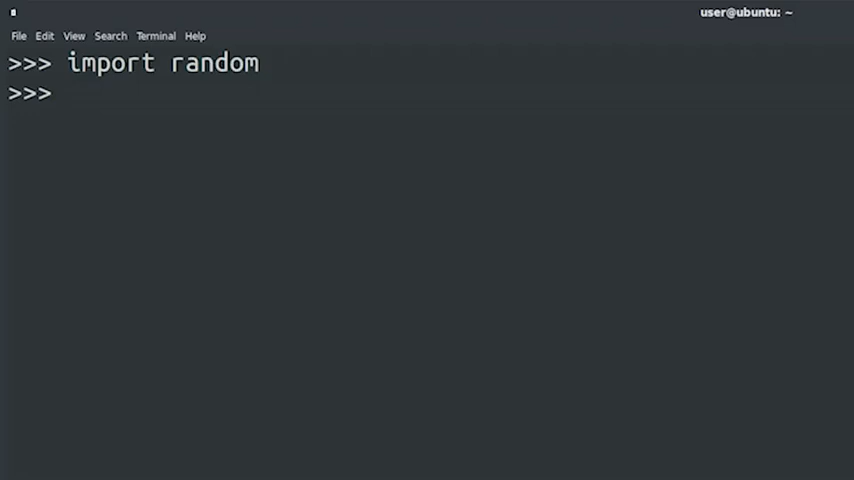 user@ubuntu: ~
File Edit View Search Terminal Help
>>> import random
>>>